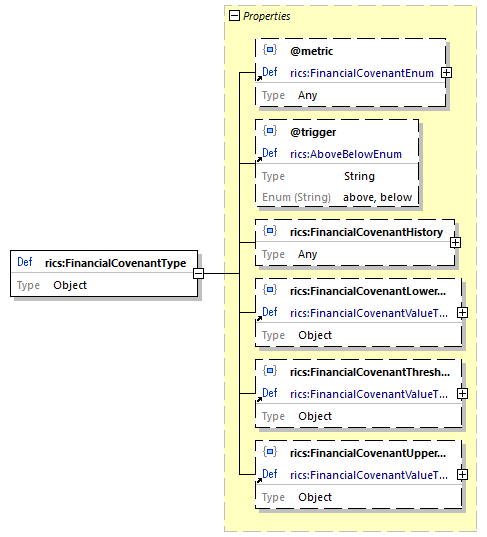 Properties
@metric
Def rics:FinancialCovenantEnum
Type Any
@trigger
Def rics:AboveBelowEnum
Type String
Enum (String) above, below
rics:FinancialCovenantHistory
Type Any
Def rics:FinancialCovenantType
Type Object
rics:FinancialCovenantLower...
Def rics:FinancialCovenantValueT...
Type Object
rics:FinancialCovenantThresh...
Def rics:FinancialCovenantValueT...
Type Object
rics:FinancialCovenantUpper...
Def rics:FinancialCovenantValueT...
Type Object